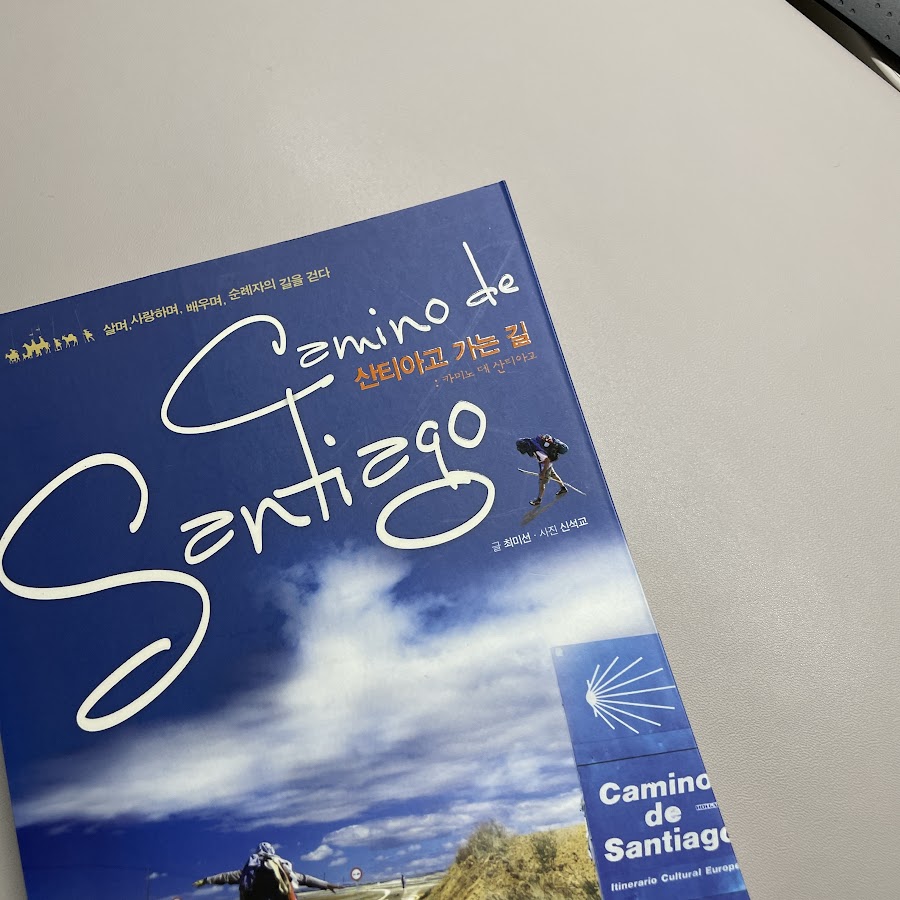 살며, 사랑하며, 배우며, 순례자의 길을 걷다
Camino de
산티아고 가는 길
: 카미노 데 산티아고
Santiago
글 최미선 · 사진 신석교
Camino
de
Santiago
Itinerario Cultural Europe